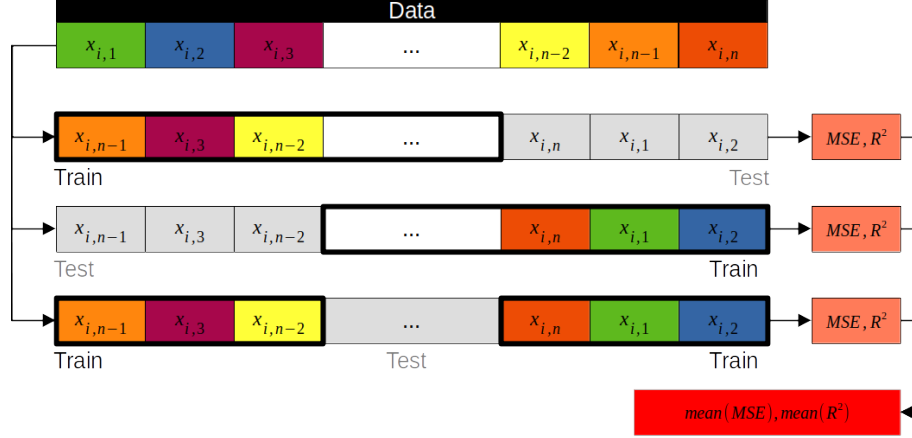 Data
x_{i,1} x_{i,2} x_{i,3} ... x_{i,n−2} x_{i,n−1} x_{i,n}
x_{i,n−1} x_{i,3} x_{i,n−2} ... x_{i,n} x_{i,1} x_{i,2} MSE, R²
Train Test
x_{i,n−1} x_{i,3} x_{i,n−2} ... x_{i,n} x_{i,1} x_{i,2} MSE, R²
Test Train
x_{i,n−1} x_{i,3} x_{i,n−2} ... x_{i,n} x_{i,1} x_{i,2} MSE, R²
Train Test Train
mean(MSE), mean(R²)